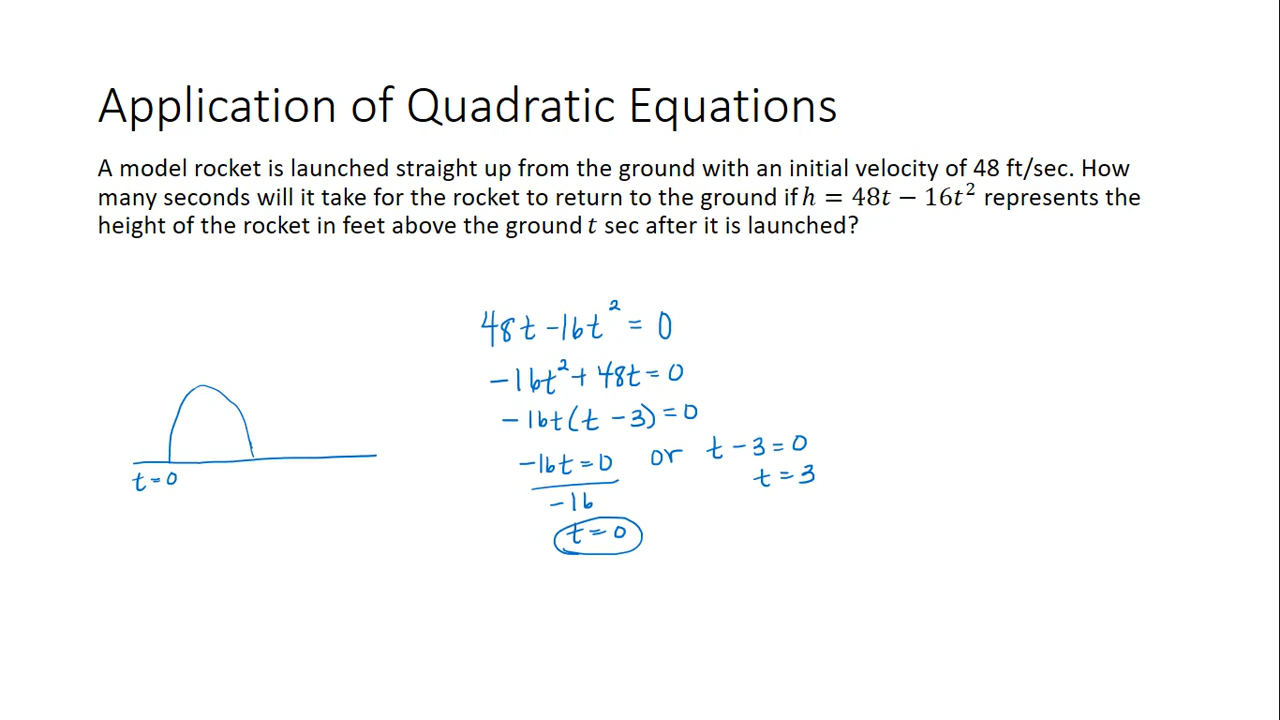 Application of Quadratic Equations
A model rocket is launched straight up from the ground with an initial velocity of 48 ft/sec. How
many seconds will it take for the rocket to return to the ground if h = 48t − 16t² represents the
height of the rocket in feet above the ground t sec after it is launched?
48t -16t² = 0
-16t² + 48t = 0
-16t(t - 3) = 0
-16t = 0 or t - 3 = 0
-16 t = 3
t = 0
t = 0